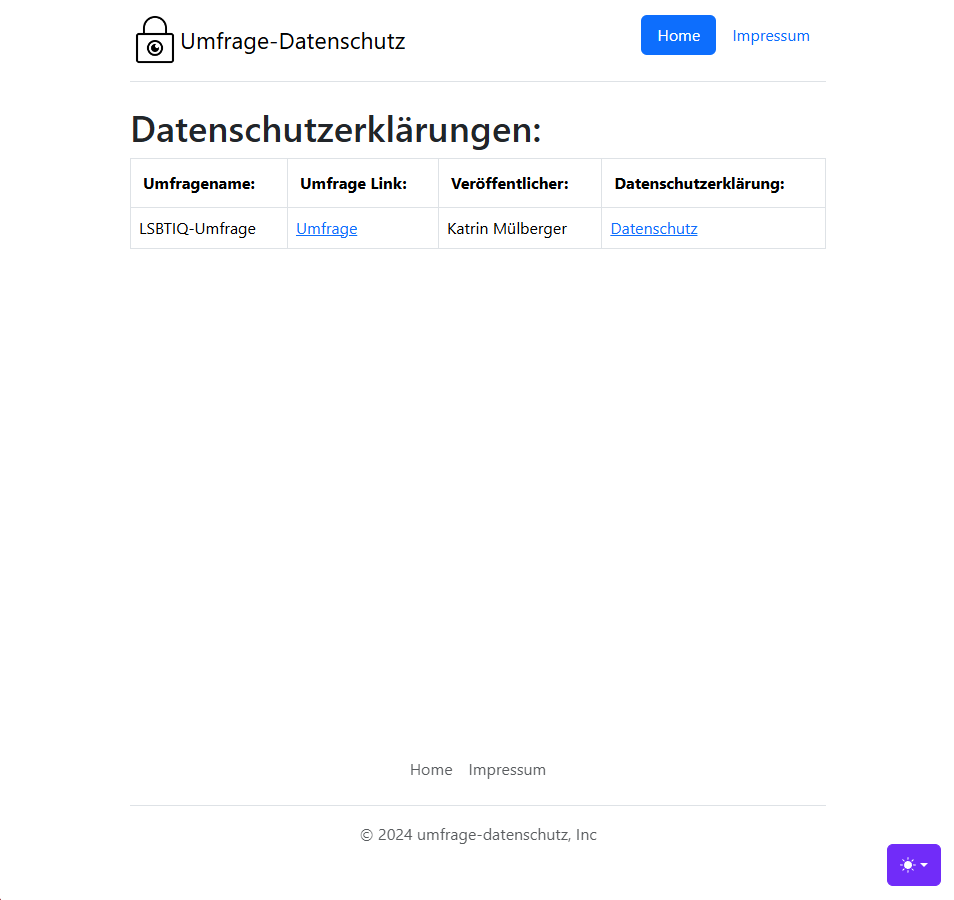 Umfrage-Datenschutz
Home Impressum
Datenschutzerklärungen:
Umfragename: Umfrage Link: Veröffentlicher: Datenschutzerklärung:
LSBTIQ-Umfrage Umfrage Katrin Mülberger Datenschutz
Home Impressum
© 2024 umfrage-datenschutz, Inc